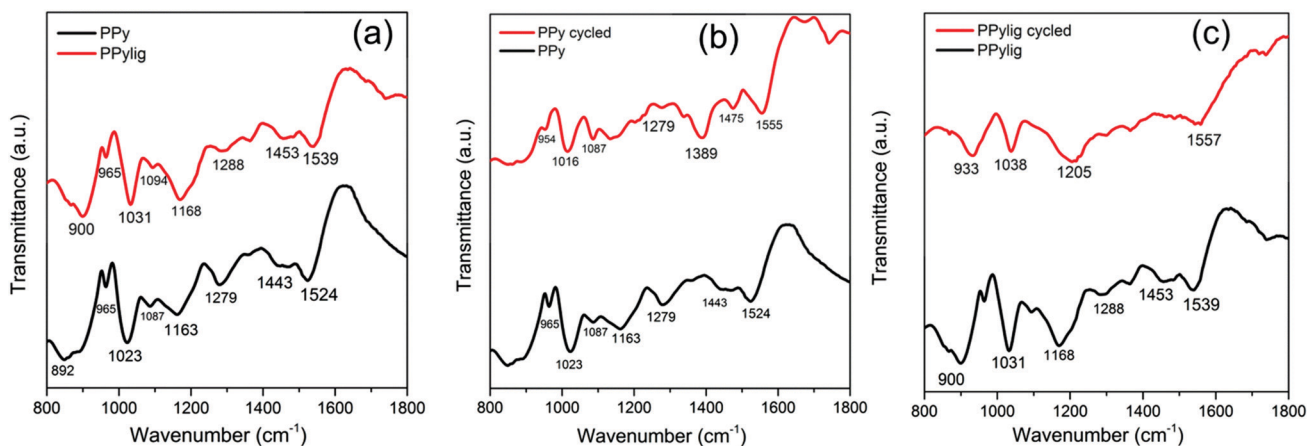 (a)
PPy
PPylig
Transmittance (a.u.)
900
965
1031
1094
1168
1288
1453
1539
892
965
1023
1087
1163
1279
1443
1524
800 1000 1200 1400 1600 1800
Wavenumber (cm⁻¹)
(b)
PPy cycled
PPy
Transmittance (a.u.)
954
1016
1087
1279
1389
1475
1555
965
1023
1087
1163
1279
1443
1524
800 1000 1200 1400 1600 1800
Wavenumber (cm⁻¹)
(c)
PPylig cycled
PPylig
Transmittance (a.u.)
933
1038
1205
1557
900
1031
1168
1288
1453
1539
800 1000 1200 1400 1600 1800
Wavenumber (cm⁻¹)